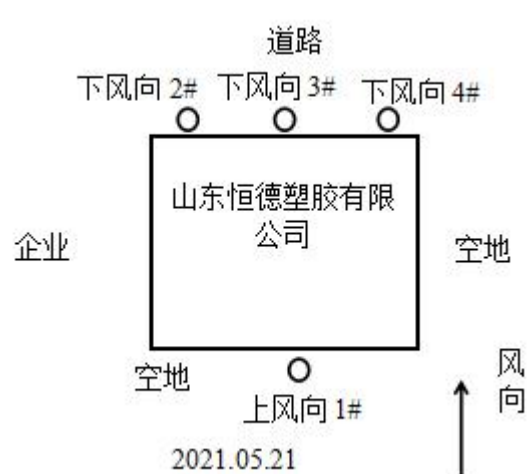 道路
下风向 2#
下风向 3#
下风向 4#
山东恒德塑胶有限
公司
企业
空地
空地
上风向 1#
风
向
2021.05.21